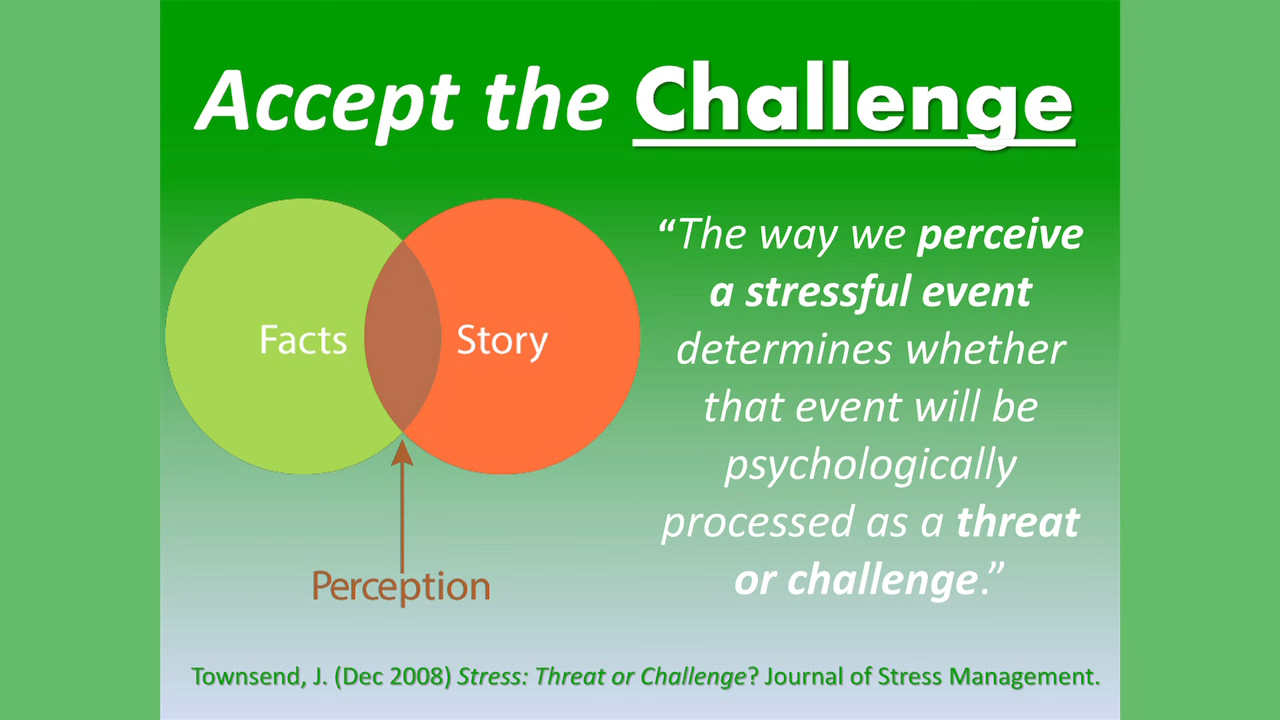 Accept the Challenge
Facts
Story
Perception
“The way we perceive
a stressful event
determines whether
that event will be
psychologically
processed as a threat
or challenge.”
Townsend, J. (Dec 2008) Stress: Threat or Challenge? Journal of Stress Management.